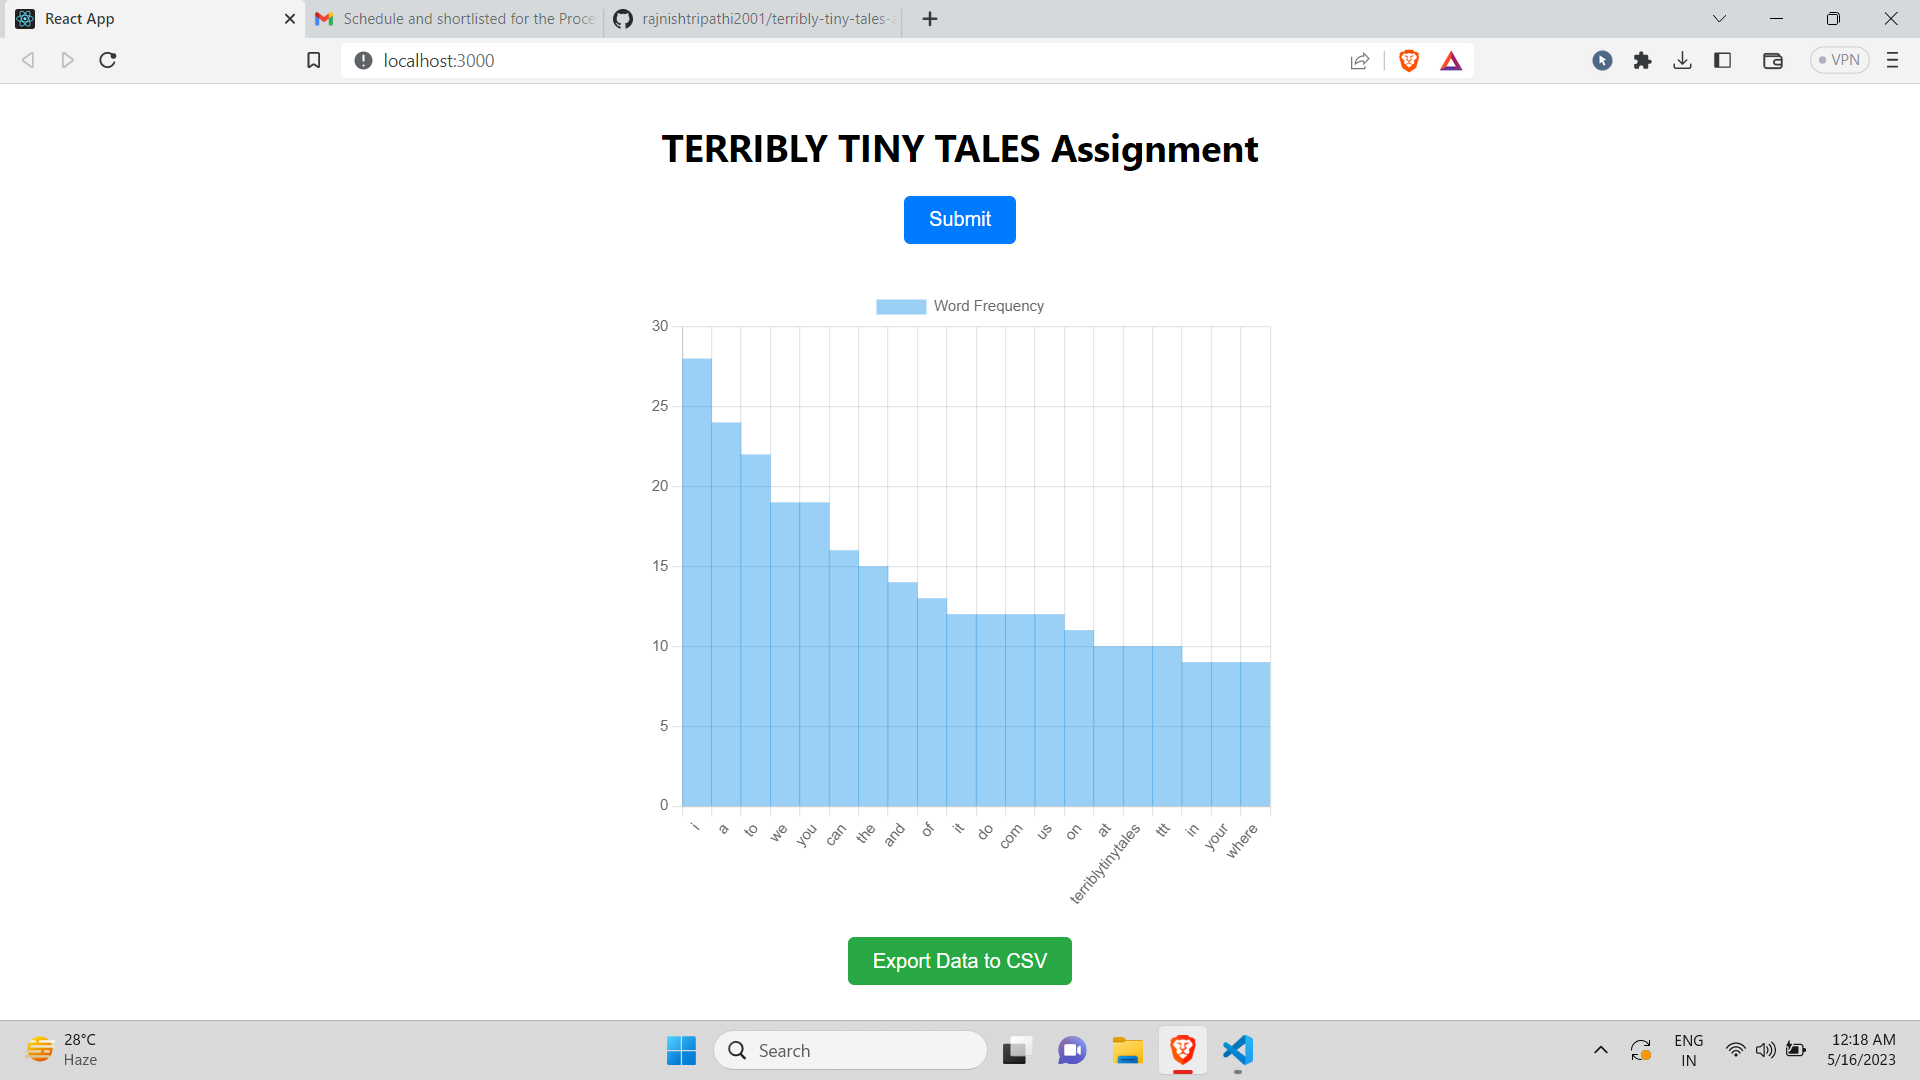 React App
Schedule and shortlisted for the Proce
rajnishtripathi2001/terribly-tiny-tales-
localhost:3000
VPN
TERRIBLY TINY TALES Assignment
Submit
Word Frequency
30
25
20
15
10
5
0
i a to we you can the and of it do com us on at terriblytinytales ttt in your where
Export Data to CSV
28°C
Haze
Search
ENG
IN
12:18 AM
5/16/2023